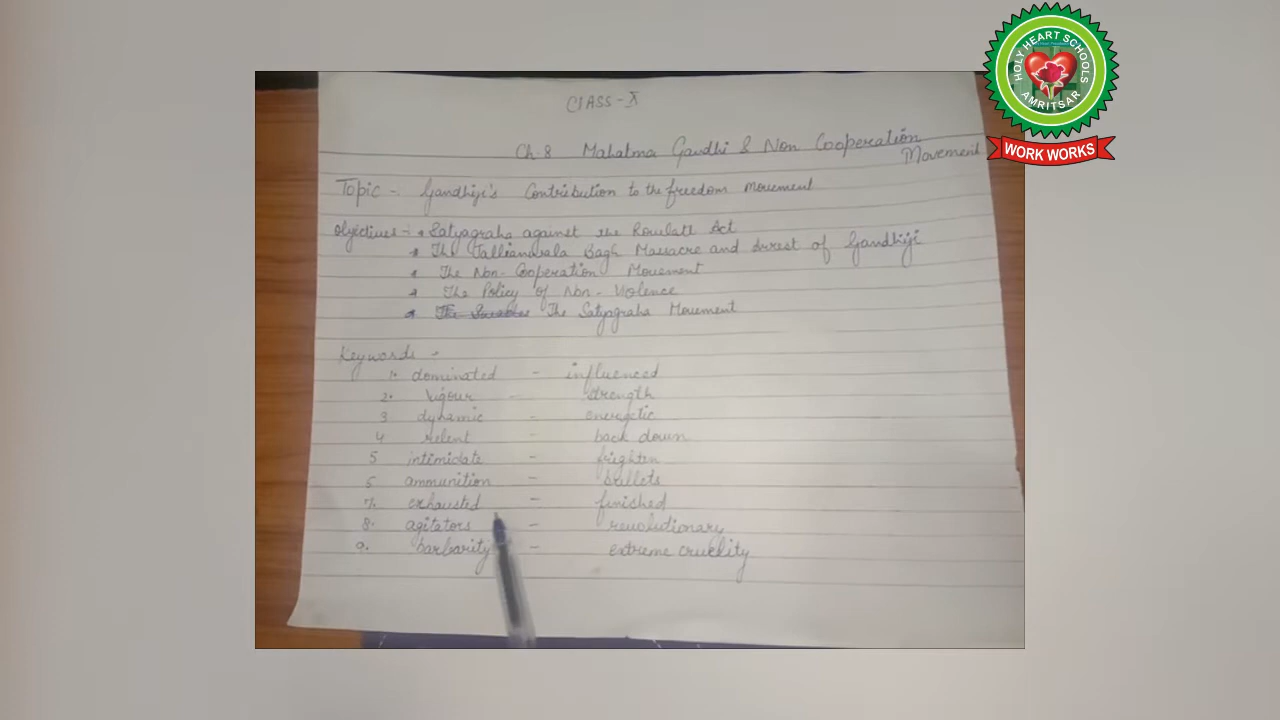 HOLY HEART SCHOOLS
AMRITSAR
WORK WORKS
CLASS - X
Ch-8 Mahatma Gandhi & Non Cooperation
Movement
Topic - Gandhiji's Contribution to the freedom movement
Objectives - * Satyagraha against the Roulatt Act
* The Jallianwala Bagh Massacre and Arrest of Gandhiji
* The Non-Cooperation Movement
* The Policy of Non-Violence
* The Satyagraha Movement
Keywords -
1. dominated - influenced
2. vigour - strength
3 dynamic - energetic
4 relent - back down
5 intimidate - frighten
6 ammunition - bullets
7. exhausted - finished
8. agitators - revolutionary
9. barbarity - extreme cruelity